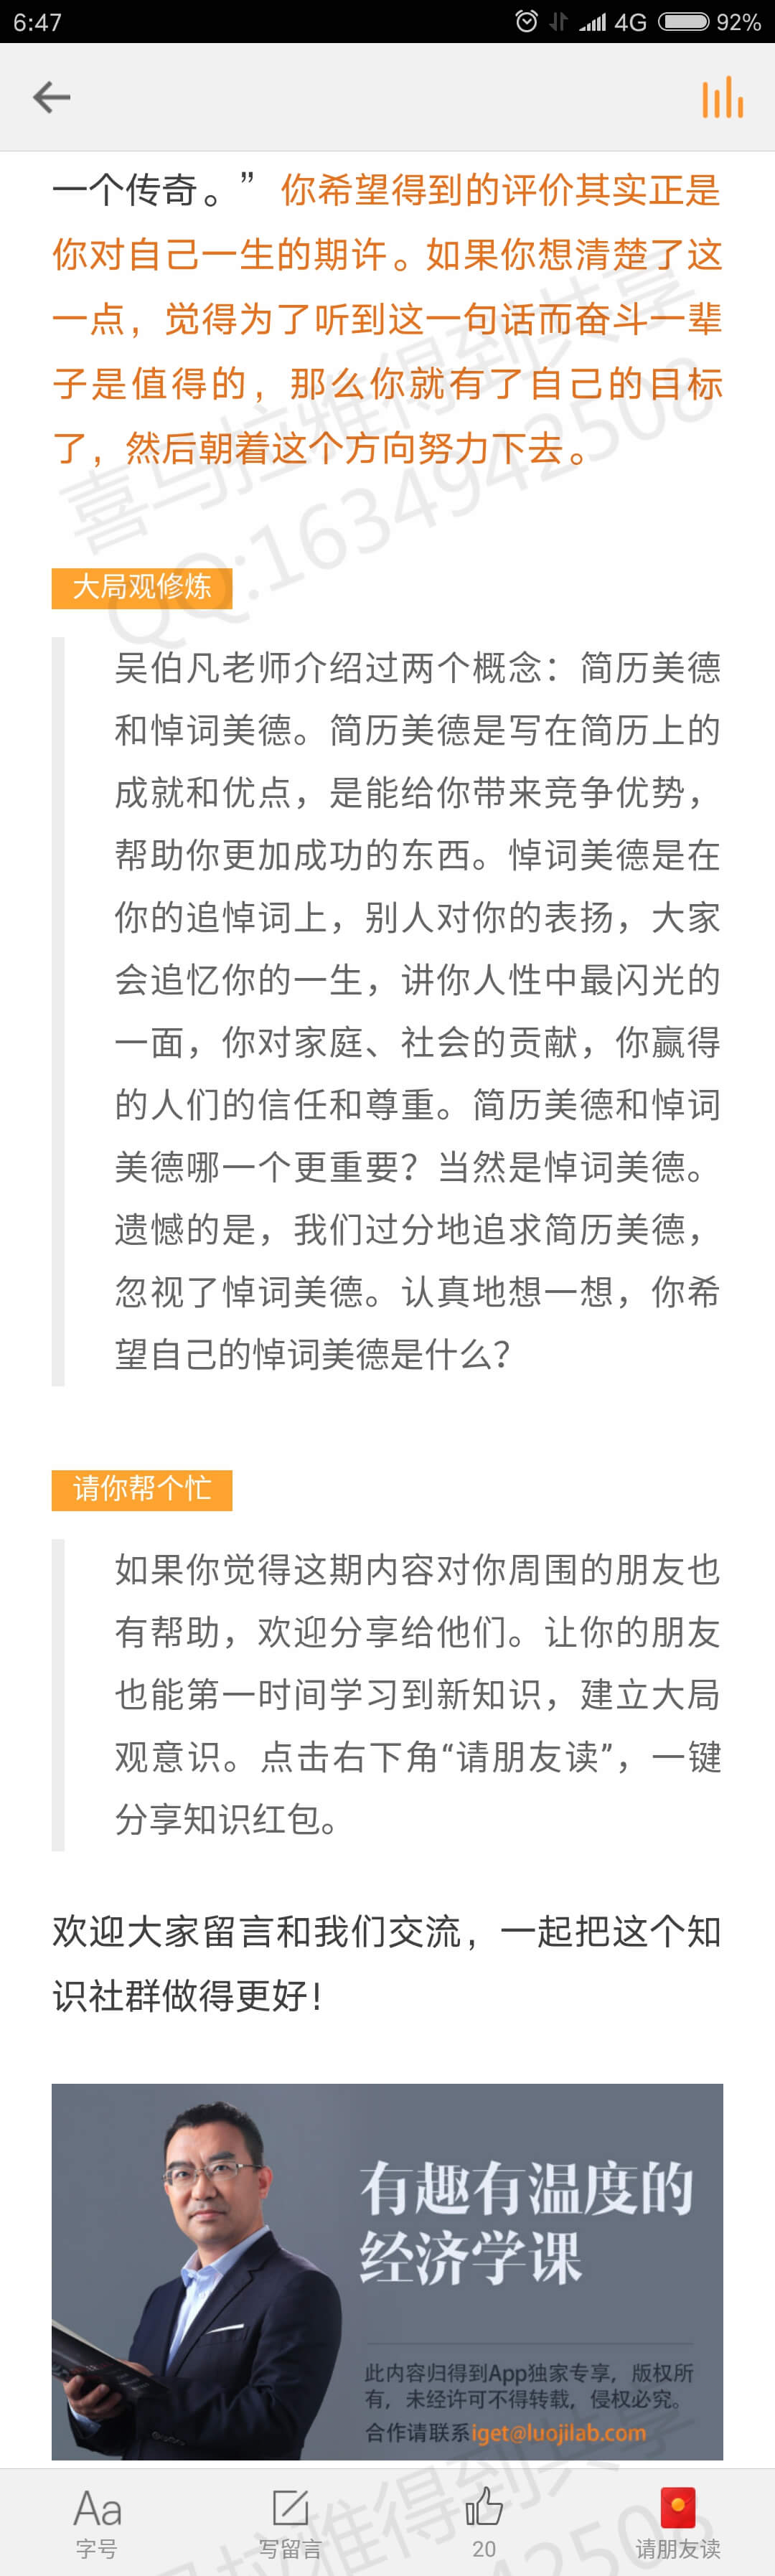 6:47
4G 92%
一个传奇。” 你希望得到的评价其实正是
你对自己一生的期许。如果你想清楚了这
一点，觉得为了听到这一句话而奋斗一辈
子是值得的，那么你就有了自己的目标
了，然后朝着这个方向努力下去。
喜马拉雅得到共享
QQ:1634942508
大局观修炼
吴伯凡老师介绍过两个概念：简历美德
和悼词美德。简历美德是写在简历上的
成就和优点，是能给你带来竞争优势，
帮助你更加成功的东西。悼词美德是在
你的追悼词上，别人对你的表扬，大家
会追忆你的一生，讲你人性中最闪光的
一面，你对家庭、社会的贡献，你赢得
的人们的信任和尊重。简历美德和悼词
美德哪一个更重要？当然是悼词美德。
遗憾的是，我们过分地追求简历美德，
忽视了悼词美德。认真地想一想，你希
望自己的悼词美德是什么？
请你帮个忙
如果你觉得这期内容对你周围的朋友也
有帮助，欢迎分享给他们。让你的朋友
也能第一时间学习到新知识，建立大局
观意识。点击右下角“请朋友读”，一键
分享知识红包。
欢迎大家留言和我们交流，一起把这个知
识社群做得更好!
有趣有温度的
经济学课
此内容归得到App独家专享，版权所
有，未经许可不得转载，侵权必究。
合作请联系iget@luojilab.com
马拉雅得到共享
42508
Aa
字号
写留言
20
请朋友读